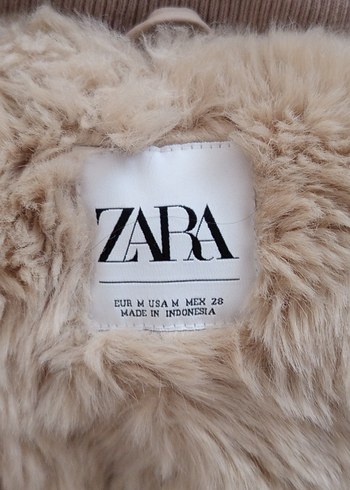 ZARA
EUR M USA M MEX 28
MADE IN INDONESIA